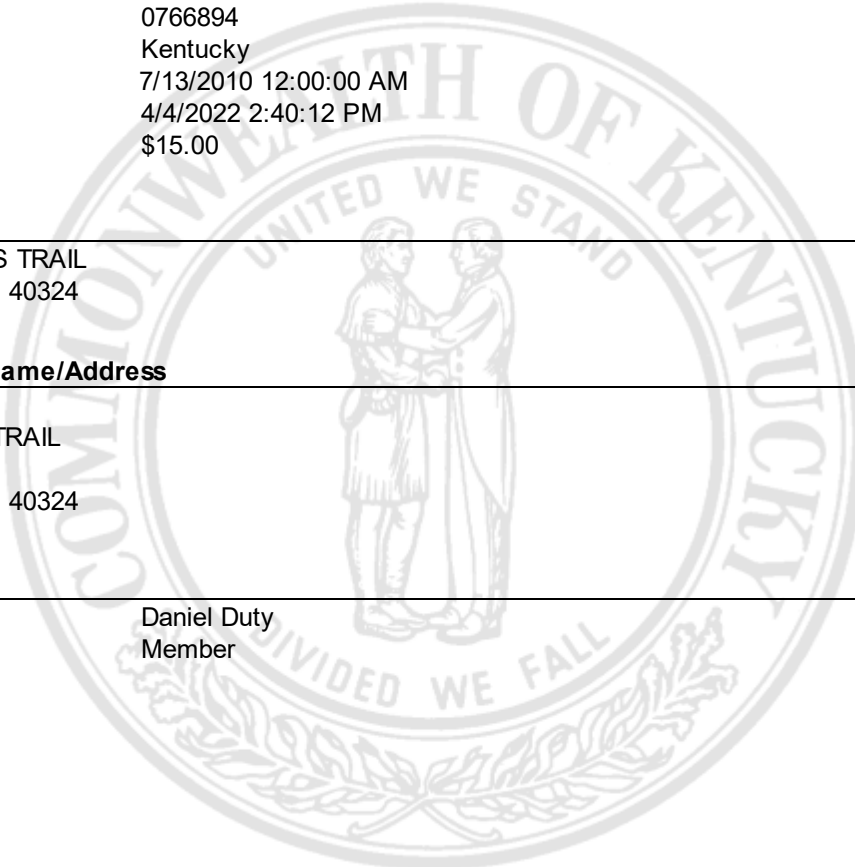 0766894
Kentucky
7/13/2010 12:00:00 AM
4/4/2022 2:40:12 PM
$15.00
S TRAIL
40324
ame/Address
TRAIL
40324
Daniel Duty
Member
COMMONWEALTH OF KENTUCKY
UNITED WE STAND
DIVIDED WE FALL